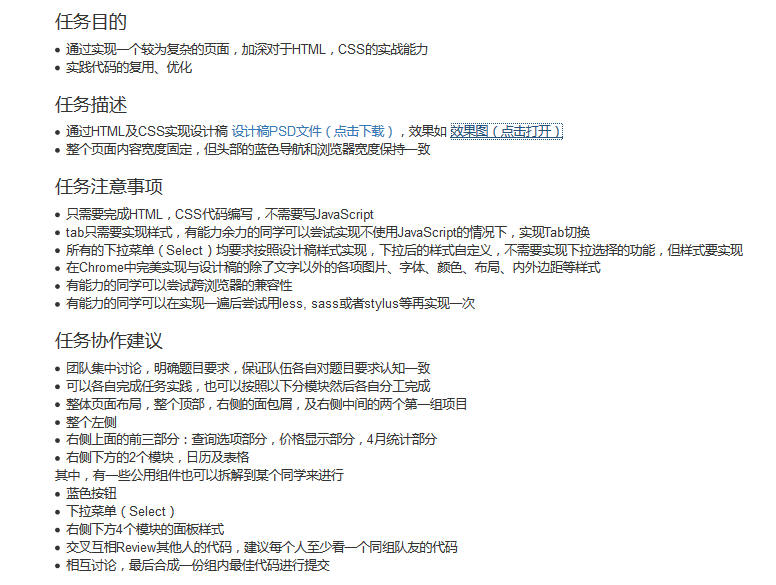 任务目的
通过实现一个较为复杂的页面，加深对于HTML，CSS的实战能力
实践代码的复用、优化
任务描述
通过HTML及CSS实现设计稿 设计稿PSD文件（点击下载），效果如 效果图（点击打开）
整个页面内容宽度固定，但头部的蓝色导航和浏览器宽度保持一致
任务注意事项
只需要完成HTML，CSS代码编写，不需要写JavaScript
tab只需要实现样式，有能力余力的同学可以尝试实现不使用JavaScript的情况下，实现Tab切换
所有的下拉菜单（Select）均要求按照设计稿样式实现，下拉后的样式自定义，不需要实现下拉选择的功能，但样式要实现
在Chrome中完美实现与设计稿的除了文字以外的各项图片、字体、颜色、布局、内外边距等样式
有能力的同学可以尝试跨浏览器的兼容性
有能力的同学可以在实现一遍后尝试用less, sass或者stylus等再实现一次
任务协作建议
团队集中讨论，明确题目要求，保证队伍各自对题目要求认知一致
可以各自完成任务实践，也可以按照以下分模块然后各自分工完成
整体页面布局，整个顶部，右侧的面包屑，及右侧中间的两个第一组项目
整个左侧
右侧上面的前三部分：查询选项部分，价格显示部分，4月统计部分
右侧下方的2个模块，日历及表格
其中，有一些公用组件也可以拆解到某个同学来进行
蓝色按钮
下拉菜单（Select）
右侧下方4个模块的面板样式
交叉互相Review其他人的代码，建议每个人至少看一个同组队友的代码
相互讨论，最后合成一份组内最佳代码进行提交